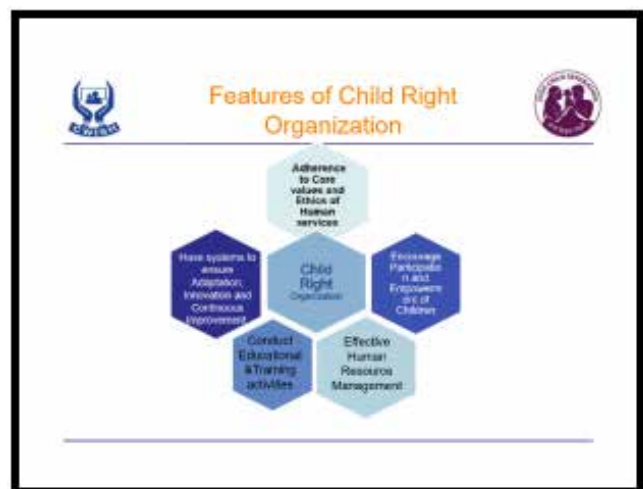 Features of Child Right
Organization
Adherence
to Core
values and
Ethics of
Human
services
Have systems to
ensure
Adaptation,
Innovation and
Continuous
Improvement
Child
Right
Organization
Encourage
Participatio
n and
Empowerm
ent of
Children
Conduct
Educational
&Training
activities
Effective
Human
Resource
Management